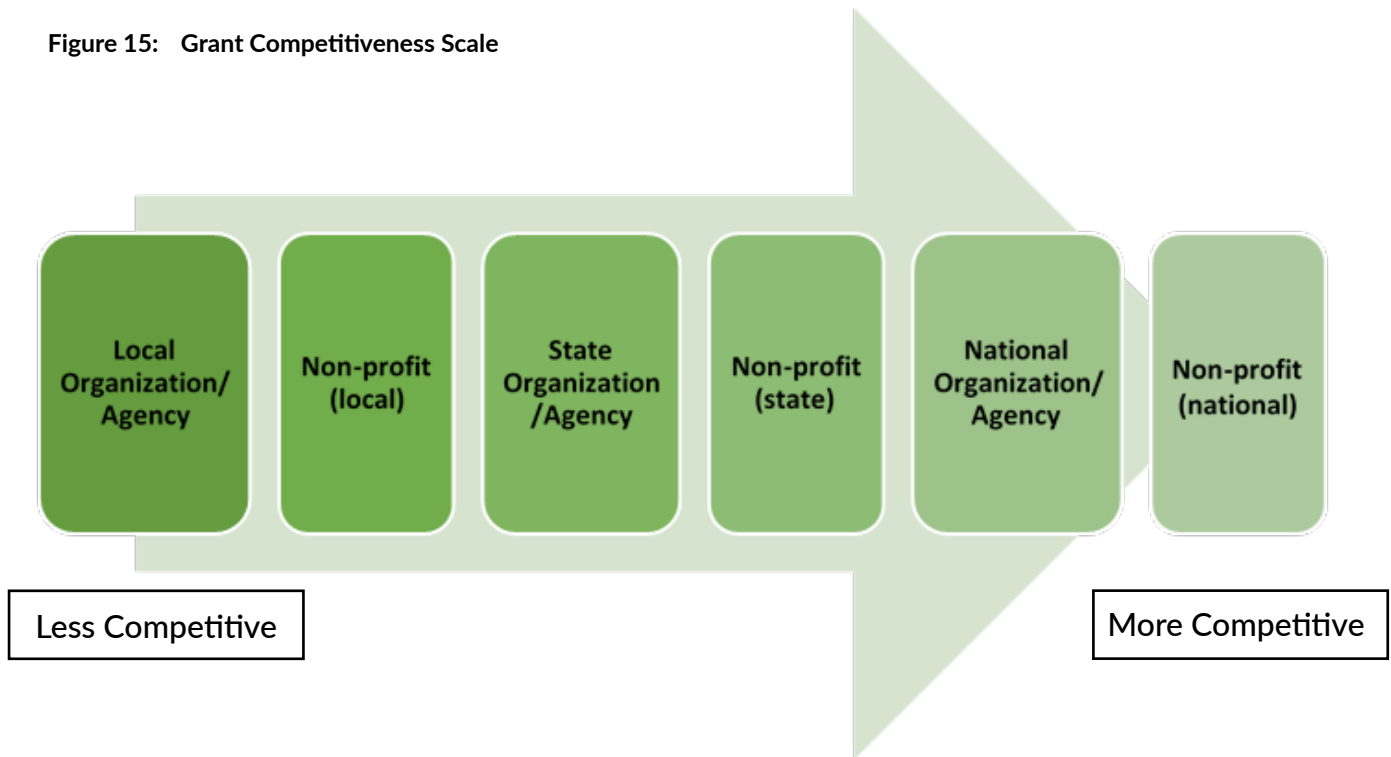 Figure 15: Grant Competitiveness Scale
Local
Organization/
Agency
Non-profit
(local)
State
Organization
/Agency
Non-profit
(state)
National
Organization/
Agency
Non-profit
(national)
Less Competitive
More Competitive